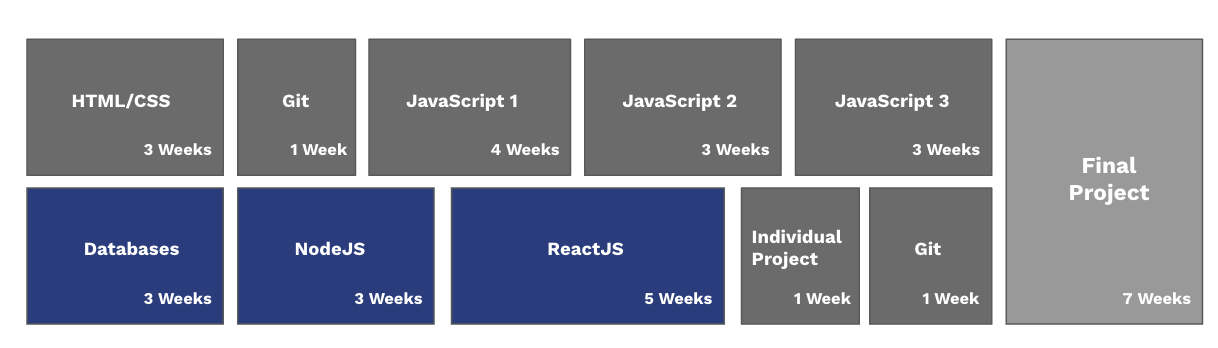 HTML/CSS
3 Weeks
Git
1 Week
JavaScript 1
4 Weeks
JavaScript 2
3 Weeks
JavaScript 3
3 Weeks
Final
Project
7 Weeks
Databases
3 Weeks
NodeJS
3 Weeks
ReactJS
5 Weeks
Individual
Project
1 Week
Git
1 Week